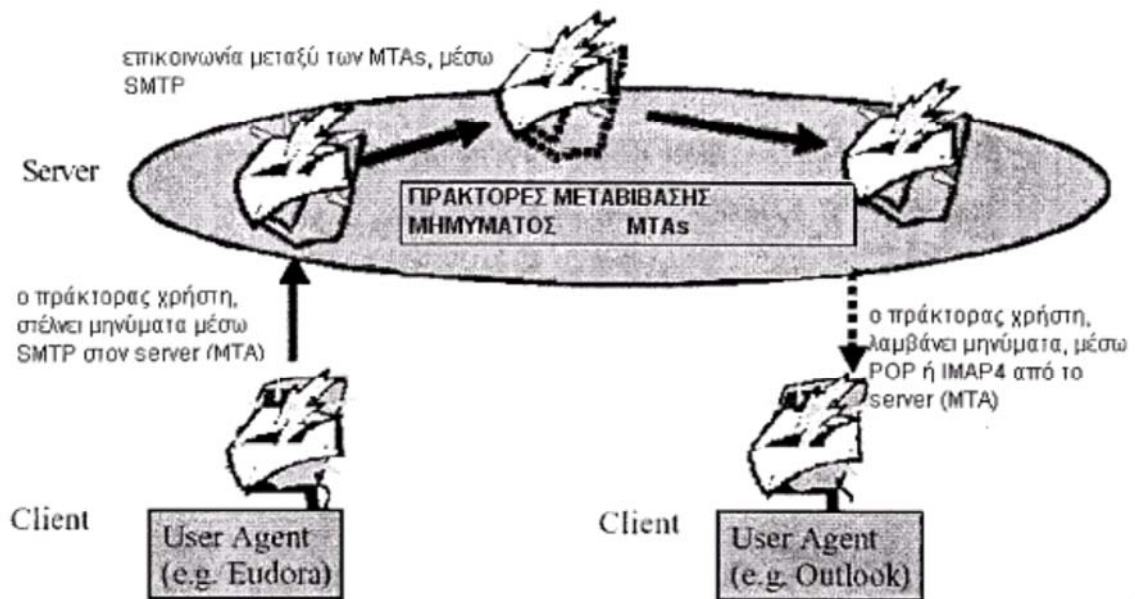 επικοινωνία μεταξύ των MTAs, μέσω
SMTP
Server
ΠΡΑΚΤΟΡΕΣ ΜΕΤΑΒΙΒΑΣΗΣ
ΜΗΜΥΜΑΤΟΣ MTAs
ο πράκτορας χρήστη,
στέλνει μηνύματα μέσω
SMTP στον server (MTA)
ο πράκτορας χρήστη,
λαμβάνει μηνύματα, μέσω
POP ή IMAP4 από το
server (MTA)
Client
User Agent
(e.g. Eudora)
Client
User Agent
(e.g. Outlook)